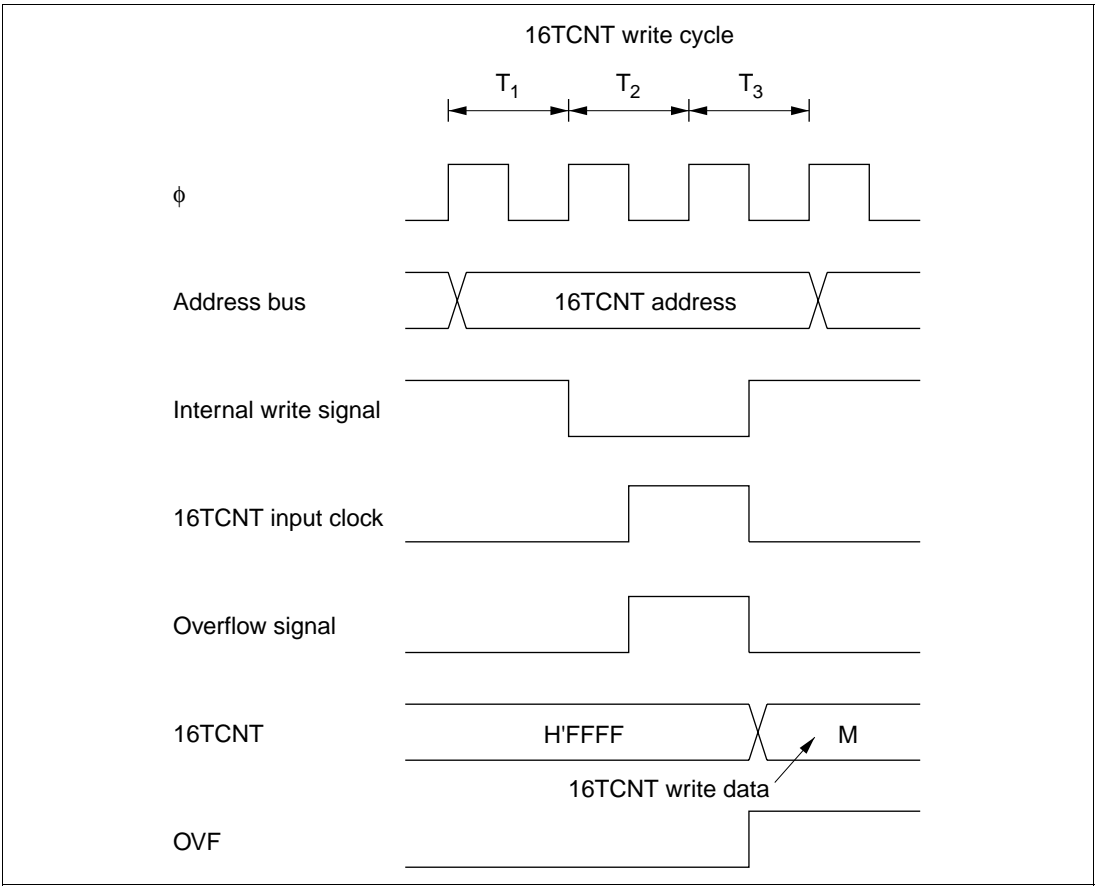 16TCNT write cycle
T1 T2 T3
ϕ
Address bus
16TCNT address
Internal write signal
16TCNT input clock
Overflow signal
16TCNT
H'FFFF
M
16TCNT write data
OVF